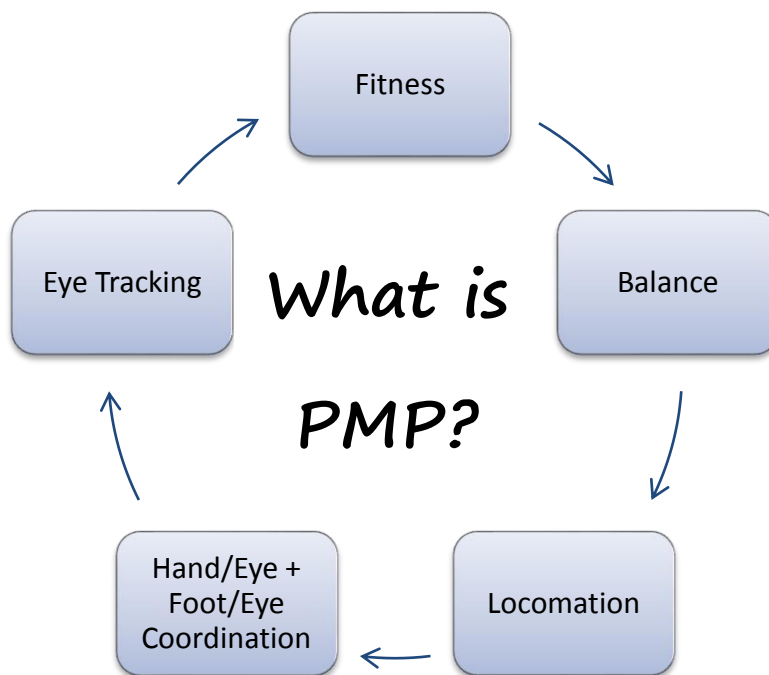 Fitness
Eye Tracking
What is
PMP?
Balance
Hand/Eye +
Foot/Eye
Coordination
Locomation